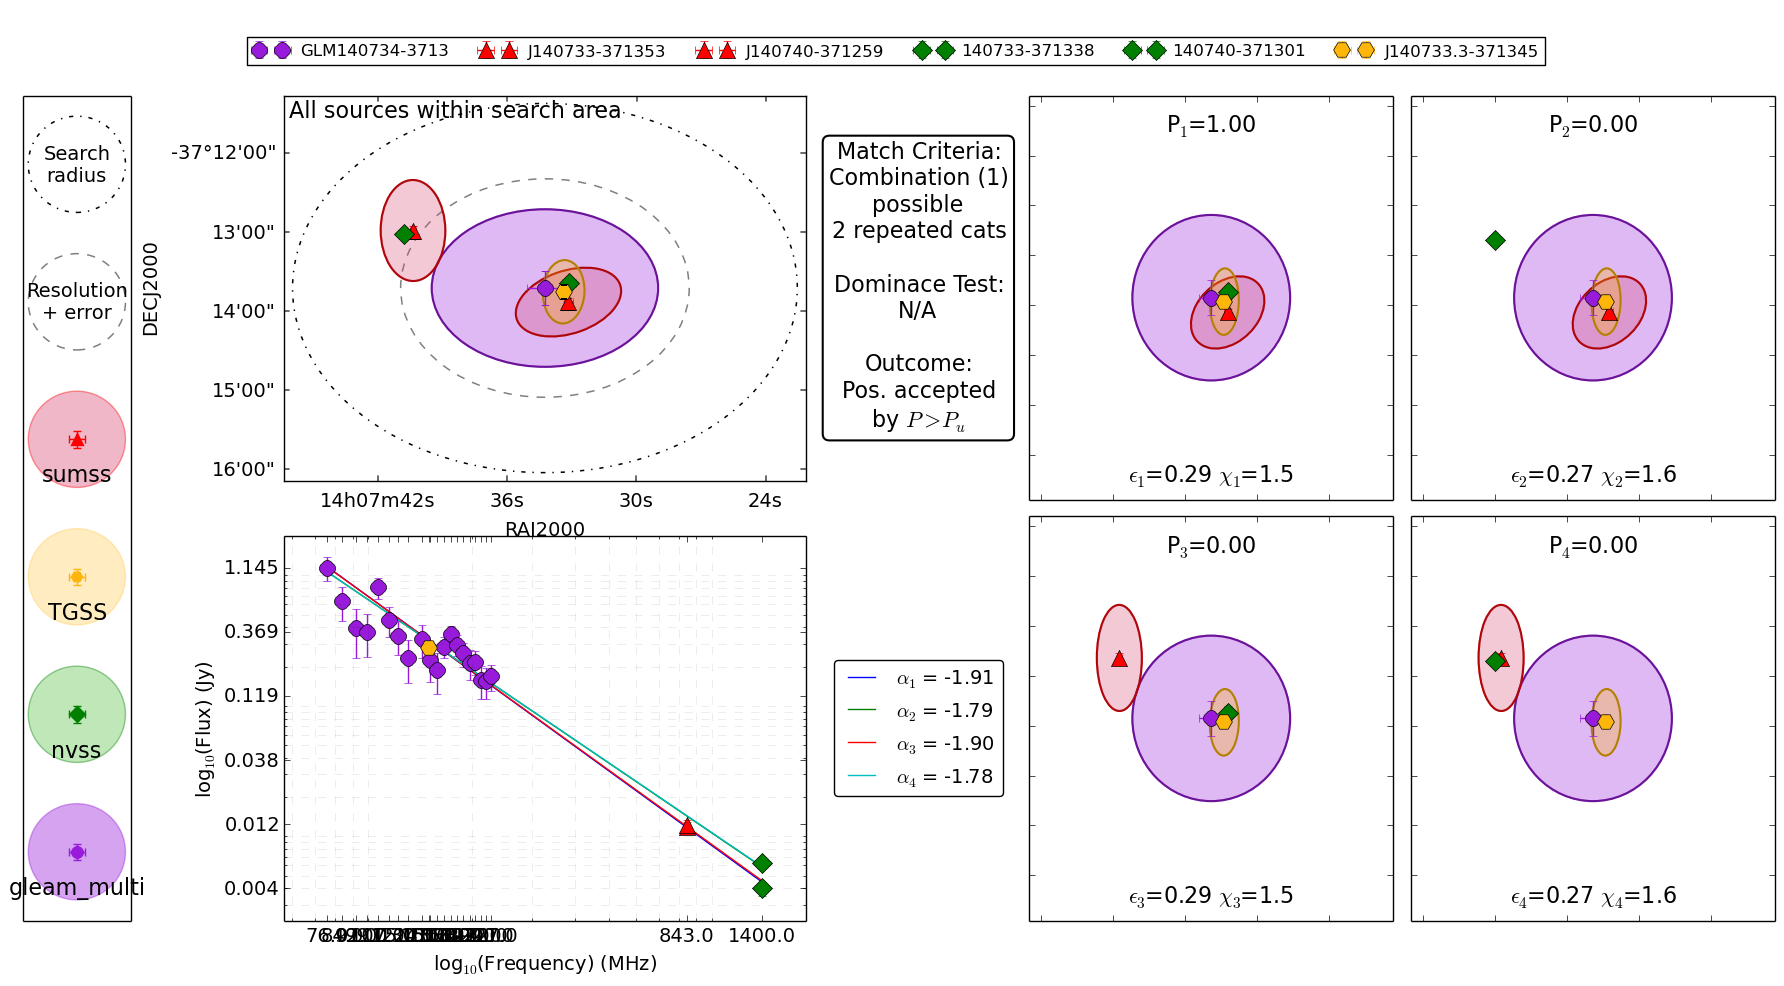 GLM140734-3713 J140733-371353 J140740-371259 140733-371338 140740-371301 J140733.3-371345
Search
radius
Resolution
+ error
sumss
TGSS
nvss
gleam_multi
All sources within search area
DECJ2000
-37°12'00"
13'00"
14'00"
15'00"
16'00"
14h07m42s 36s 30s 24s
RAJ2000
Match Criteria:
Combination (1)
possible
2 repeated cats
Dominace Test:
N/A
Outcome:
Pos. accepted
by P>Pu
P1=1.00
ϵ1=0.29 χ1=1.5
P2=0.00
ϵ2=0.27 χ2=1.6
P3=0.00
ϵ3=0.29 χ3=1.5
P4=0.00
ϵ4=0.27 χ4=1.6
log10(Flux) (Jy)
1.145
0.369
0.119
0.038
0.012
0.004
843.0 1400.0
log10(Frequency) (MHz)
α1 = -1.91
α2 = -1.79
α3 = -1.90
α4 = -1.78